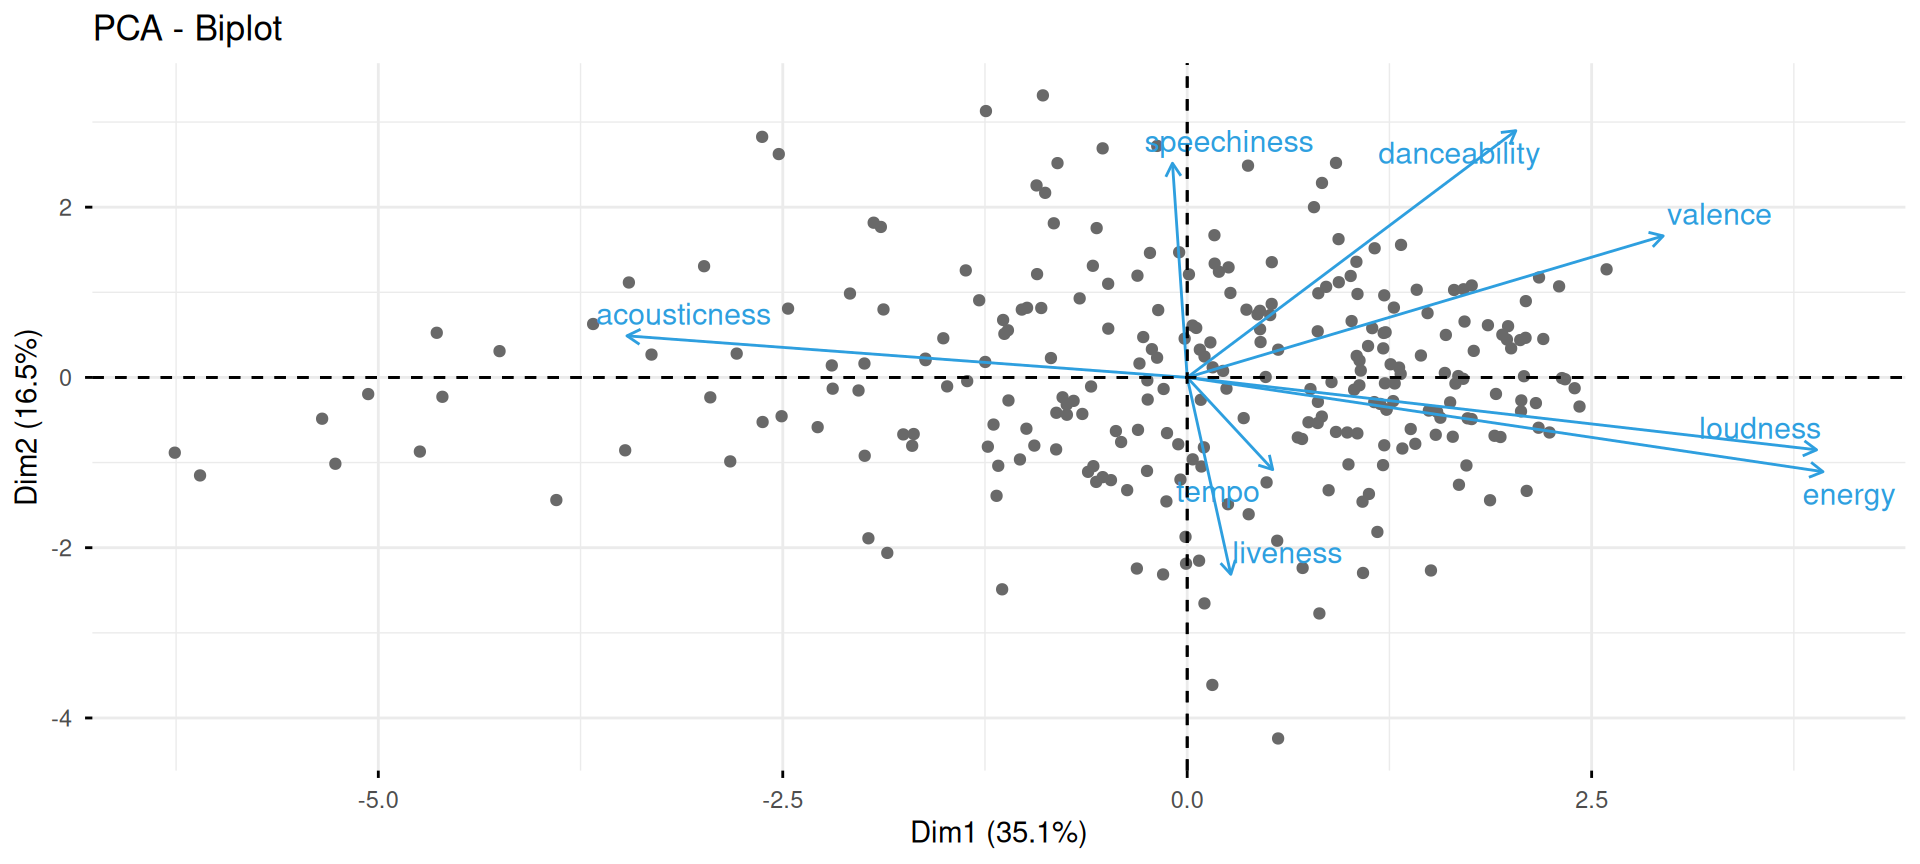 PCA - Biplot
speechiness
danceability
valence
acousticness
loudness
energy
tempo
liveness
2
0
-2
-4
-5.0
-2.5
0.0
2.5
Dim1 (35.1%)
Dim2 (16.5%)